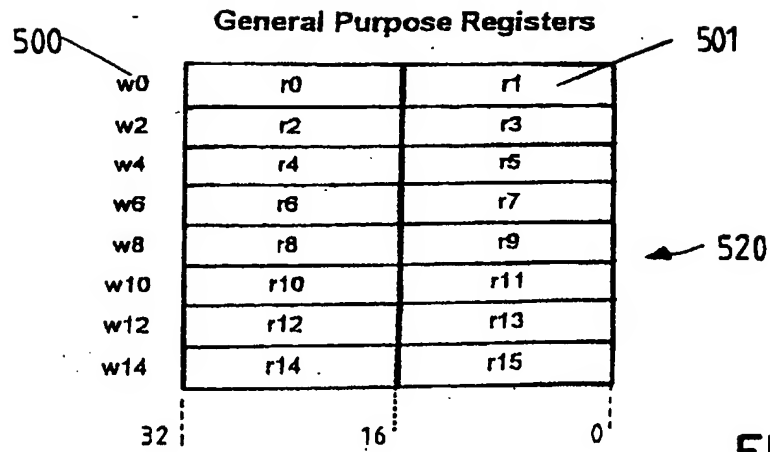 General Purpose Registers
500
501
w0 r0 r1
w2 r2 r3
w4 r4 r5
w6 r6 r7
w8 r8 r9
520
w10 r10 r11
w12 r12 r13
w14 r14 r15
32 16 0